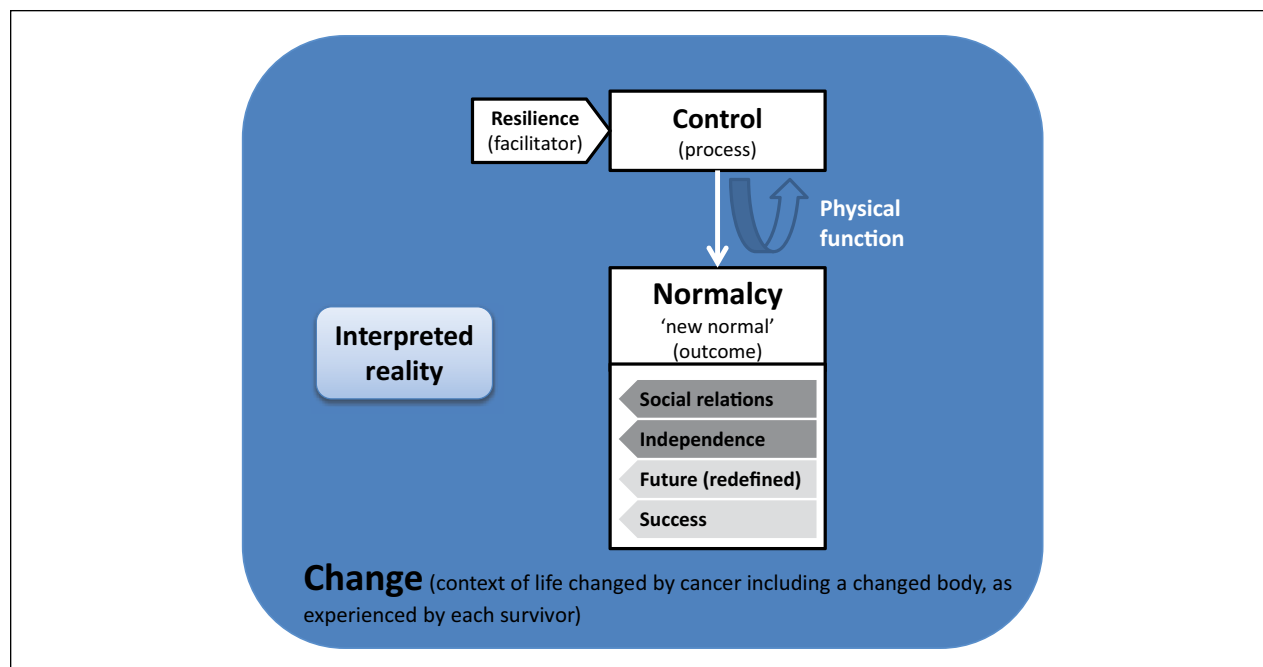 Resilience
(facilitator)
Control
(process)
Physical
function
Normalcy
‘new normal’
(outcome)
Interpreted
reality
Social relations
Independence
Future (redefined)
Success
Change (context of life changed by cancer including a changed body, as
experienced by each survivor)